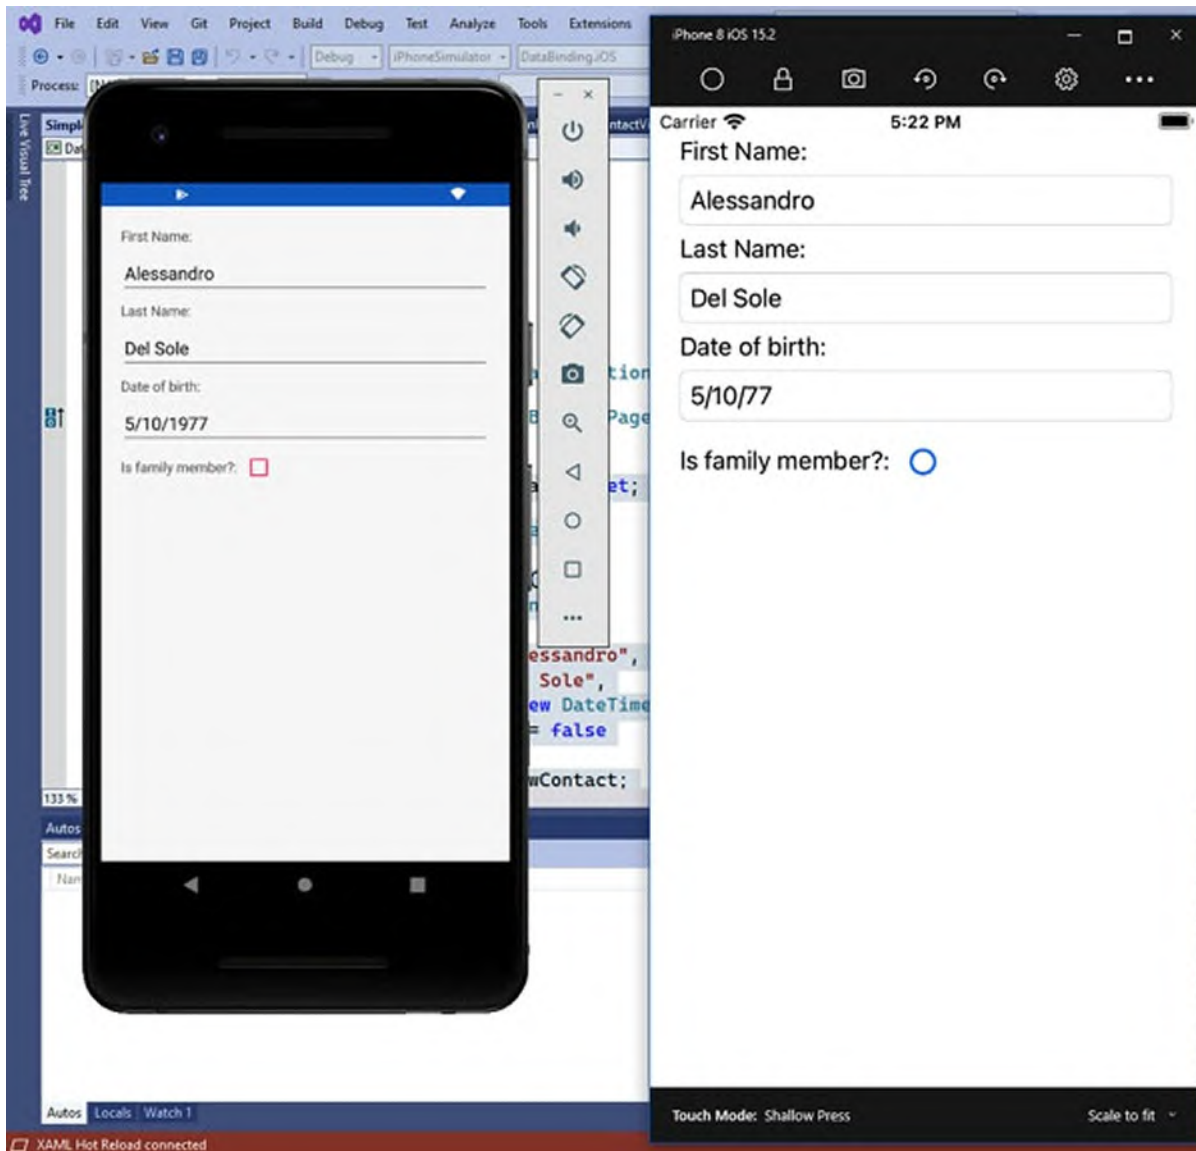 File Edit View Git Project Build Debug Test Analyze Tools Extensions
Debug iPhoneSimulator DataBinding.iOS
Process:
Live Visual Tree
First Name:
Alessandro
Last Name:
Del Sole
Date of birth:
5/10/1977
Is family member?:
et;
essandro",
Sole",
ew DateTime
= false
wContact;
133 %
Autos
Autos Locals Watch 1
XAML Hot Reload connected
iPhone 8 iOS 15.2
Carrier 5:22 PM
First Name:
Alessandro
Last Name:
Del Sole
Date of birth:
5/10/77
Is family member?:
Touch Mode: Shallow Press Scale to fit